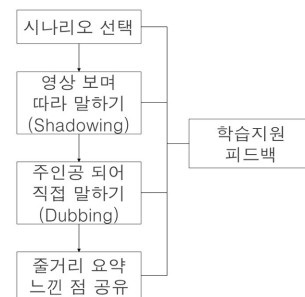 시나리오 선택
영상 보며
따라 말하기
(Shadowing)
학습지원
피드백
주인공 되어
직접 말하기
(Dubbing)
줄거리 요약
느낀 점 공유